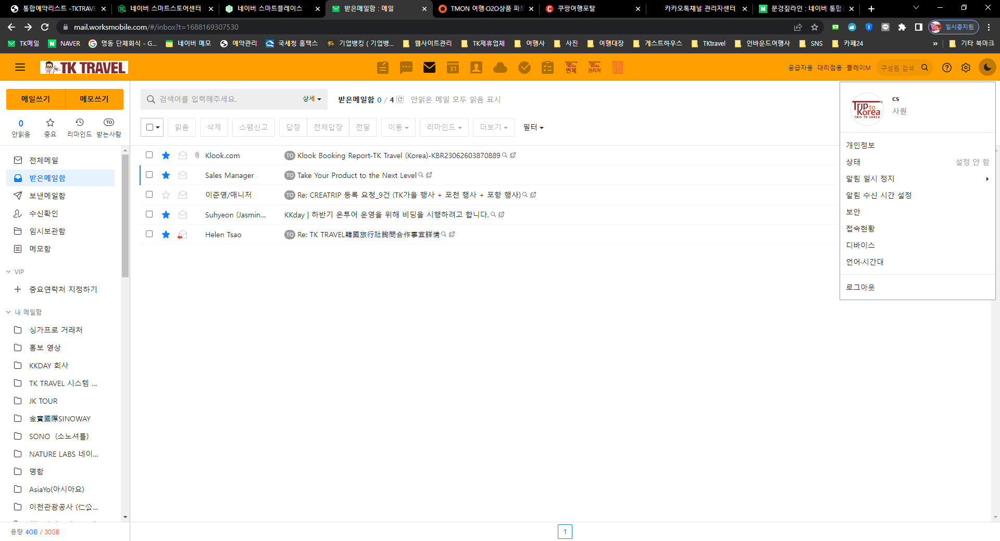 통합예약리스트 -TKTRAVE
네이버 스마트스토어센터
네이버 스마트플레이스
받은메일함 : 메일
TMON 여행·O2O상품 파트
쿠팡여행포탈
카카오톡채널 관리자센터
문경짚라인 : 네이버 통합검
mail.worksmobile.com/#/inbox?t=1688169307530
일시중지됨
TK메일
NAVER
명동 단체회식 - G...
네이버 메모
예약관리
국세청 홈택스
기업뱅킹 ( 기업뱅...
웹사이트관리
TK제휴업체
여행사
사진
여행대장
게스트하우스
TKtravel
인바운드여행사
SNS
카페24
»
기타 북마크
TK TRAVEL
31
번체
관리자
여행대장
공급자용 대리점용 플레이M
구성원 검색
메일쓰기
메모쓰기
검색어를 입력해주세요.
상세
받은메일함 0 / 4
안읽은 메일 모두 읽음 표시
0
안읽음
중요
리마인드
TO
받는사람
읽음
삭제
스팸신고
답장
전체답장
전달
이동
리마인드
더보기
필터
전체메일
받은메일함
보낸메일함
수신확인
임시보관함
메모함
VIP
중요연락처 지정하기
내 메일함
싱가프로 거래처
홍보 영상
KKDAY 회사
TK TRAVEL 시스템 ...
JK TOUR
金寶國際SINOWAY
SONO (소노셔틀)
NATURE LABS 네이...
명함
AsiaYo(아시아요)
이천관광공사 (仁公...
용량 4GB / 30GB
Klook.com
TO Klook Booking Report-TK Travel (Korea)-KBR23062603870889
Sales Manager
TO Take Your Product to the Next Level
이준영/매니저
TO Re: CREATRIP 등록 요청_9건 (TK가을 행사 + 포천 행사 + 포항 행사)
Suhyeon (Jasmin...
KKday | 하반기 온투어 운영을 위해 비딩을 시행하려고 합니다.
Helen Tsao
TO Re: TK TRAVEL韓國旅行社詢問合作事宜詳情
1
Trip to Korea
TRIP TO KOREA
cs
사원
개인정보
상태
설정 안 함
알림 일시 정지
알림 수신 시간 설정
보안
접속현황
디바이스
언어·시간대
로그아웃